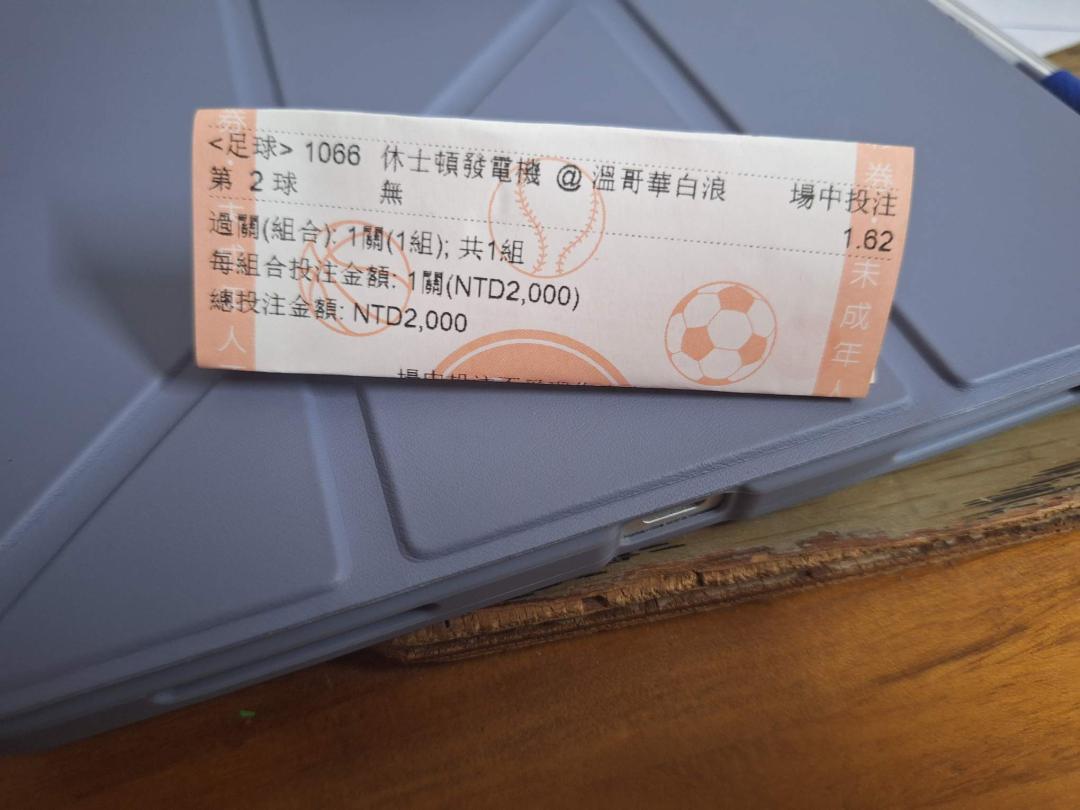 <足球> 1066 休士頓發電機 @ 溫哥華白浪 場中投注
第 2 球 無 1.62
過關(組合): 1關(1組); 共1組
每組合投注金額: 1關(NTD2,000)
總投注金額: NTD2,000
券
人
券
未成年人